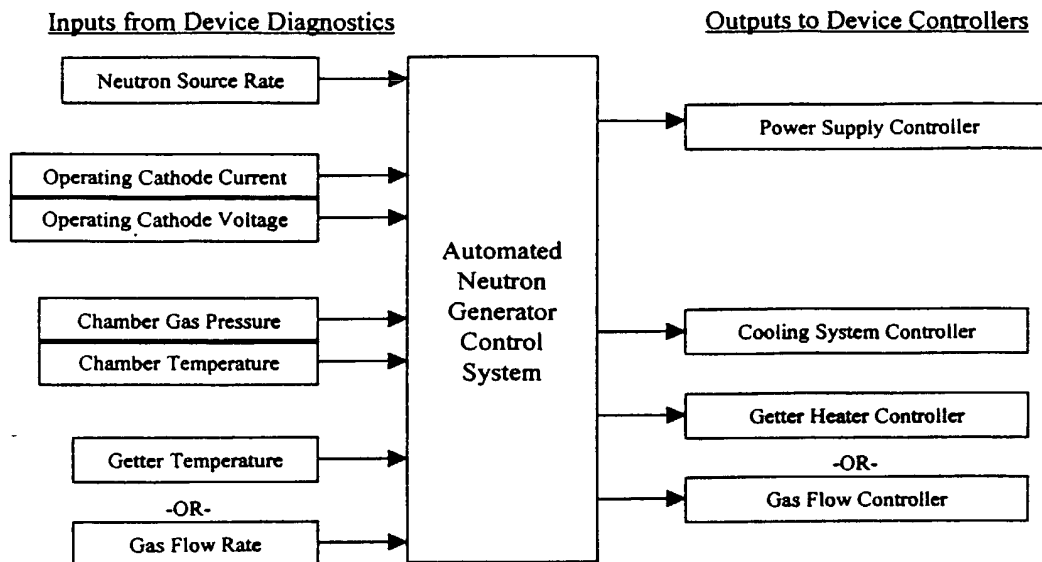 Inputs from Device Diagnostics
Outputs to Device Controllers
Neutron Source Rate
Operating Cathode Current
Operating Cathode Voltage
Chamber Gas Pressure
Chamber Temperature
Getter Temperature
-OR-
Gas Flow Rate
Automated
Neutron
Generator
Control
System
Power Supply Controller
Cooling System Controller
Getter Heater Controller
-OR-
Gas Flow Controller